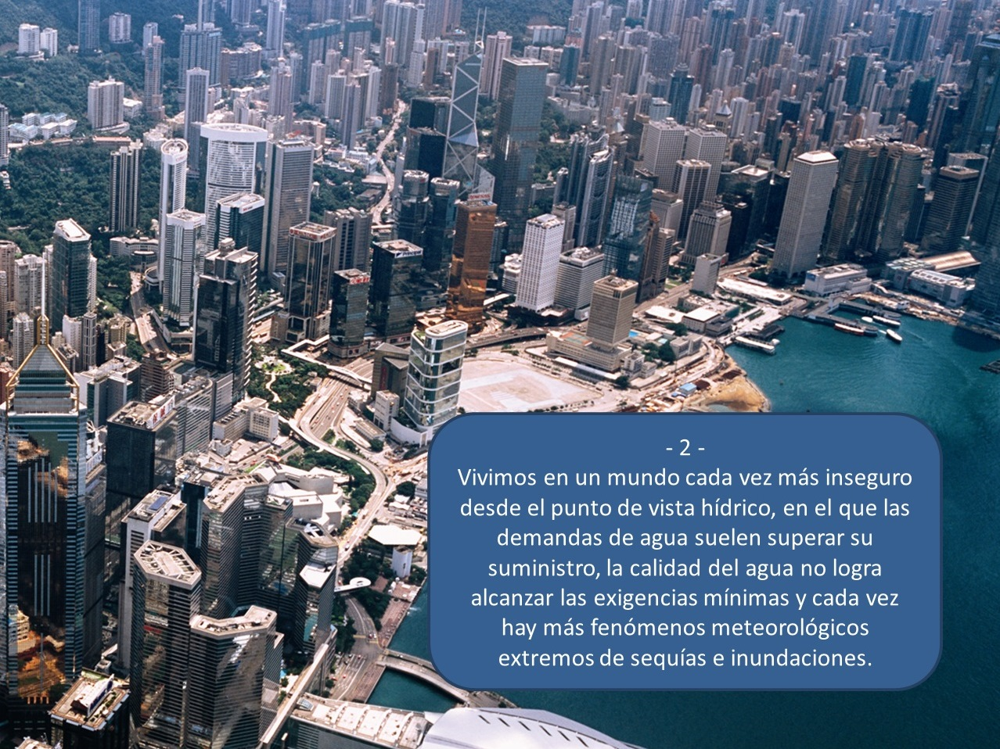 - 2 -
Vivimos en un mundo cada vez más inseguro
desde el punto de vista hídrico, en el que las
demandas de agua suelen superar su
suministro, la calidad del agua no logra
alcanzar las exigencias mínimas y cada vez
hay más fenómenos meteorológicos
extremos de sequías e inundaciones.